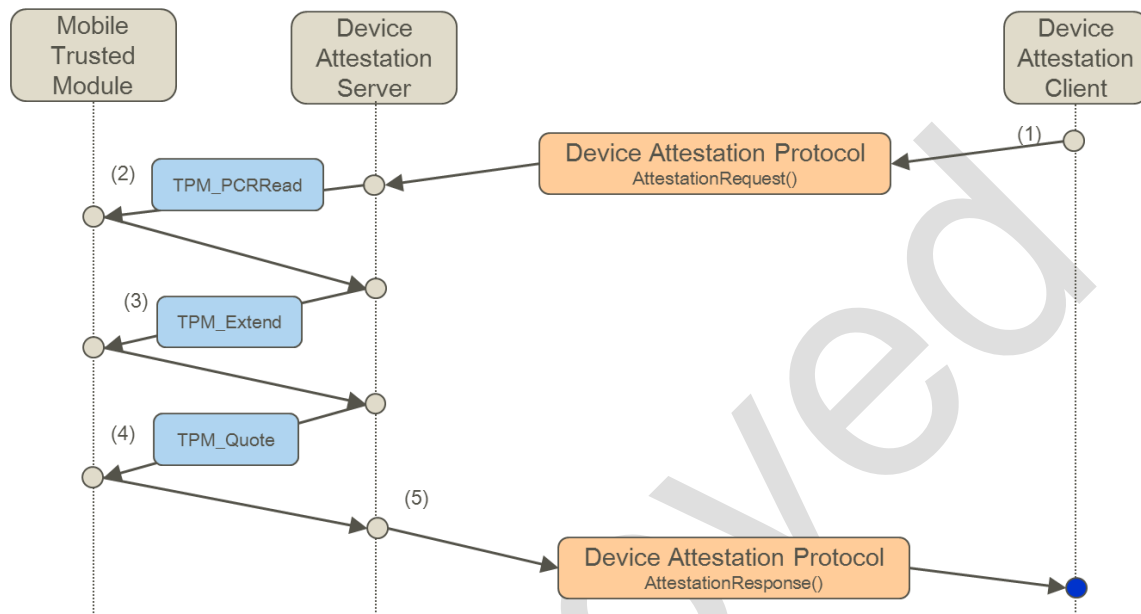 Mobile
Trusted
Module
Device
Attestation
Server
Device
Attestation
Client
(1)
Device Attestation Protocol
AttestationRequest()
(2)
TPM_PCRRead
(3)
TPM_Extend
(4)
TPM_Quote
(5)
Device Attestation Protocol
AttestationResponse()